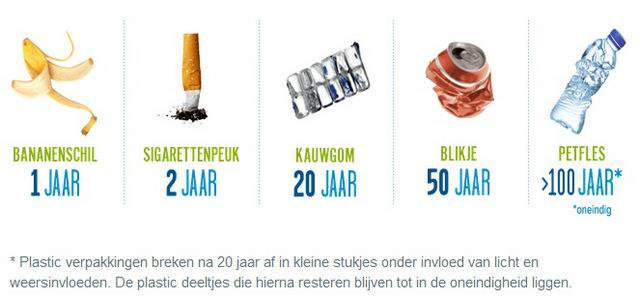 BANANENSCHIL
1 JAAR
SIGARETTENPEUK
2 JAAR
KAUWGOM
20 JAAR
BLIKJE
50 JAAR
PETFLES
>100 JAAR*
*oneindig
* Plastic verpakkingen breken na 20 jaar af in kleine stukjes onder invloed van licht en
weersinvloeden. De plastic deeltjes die hierna resteren blijven tot in de oneindigheid liggen.